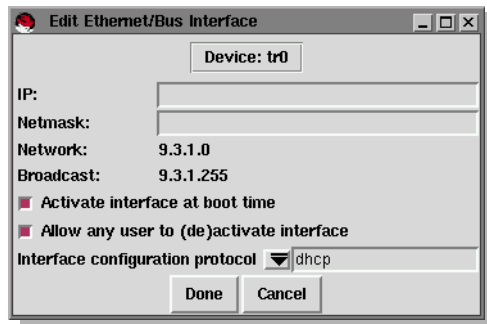 Edit Ethernet/Bus Interface
Device: tr0
IP:
Netmask:
Network: 9.3.1.0
Broadcast: 9.3.1.255
Activate interface at boot time
Allow any user to (de)activate interface
Interface configuration protocol dhcp
Done Cancel